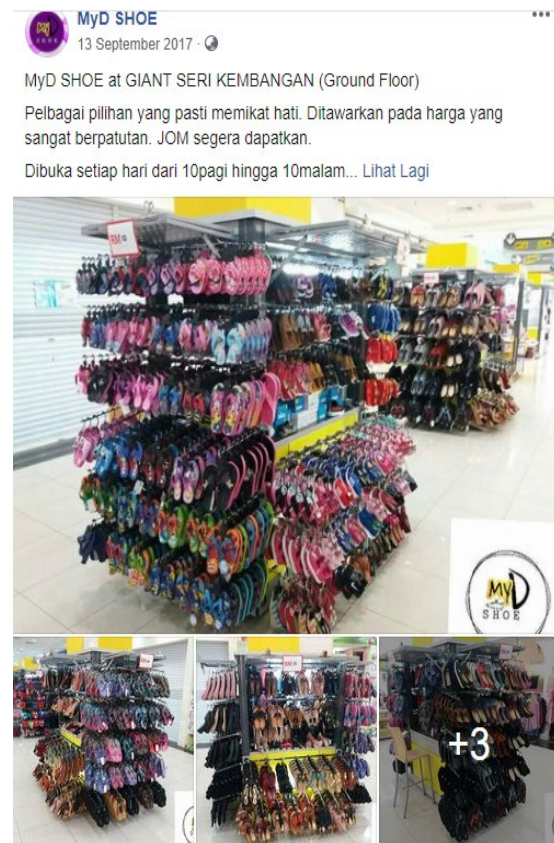 MyD SHOE
13 September 2017
MyD SHOE at GIANT SERI KEMBANGAN (Ground Floor)
Pelbagai pilihan yang pasti memikat hati. Ditawarkan pada harga yang
sangat berpatutan. JOM segera dapatkan.
Dibuka setiap hari dari 10pagi hingga 10malam... Lihat Lagi
MyD
SHOE
+3